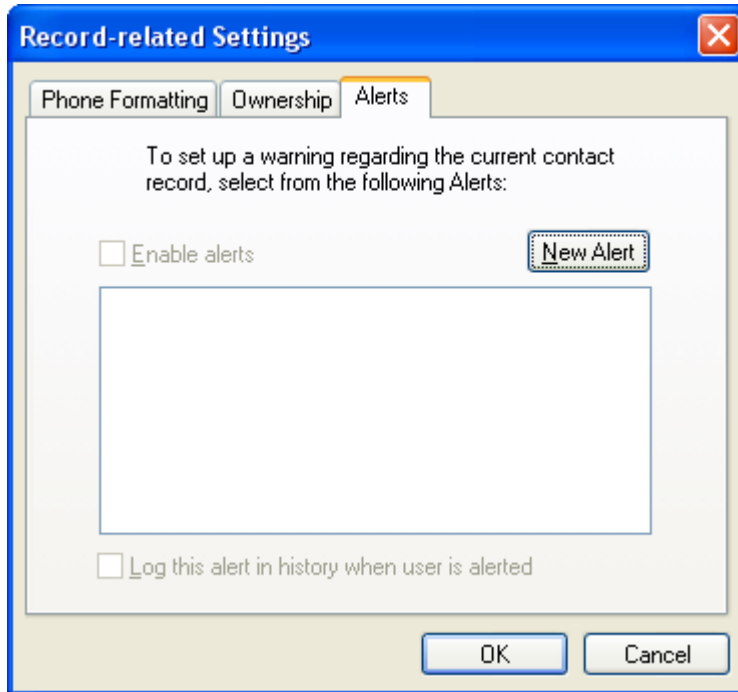 Record-related Settings
Phone Formatting Ownership Alerts
To set up a warning regarding the current contact
record, select from the following Alerts:
Enable alerts New Alert
Log this alert in history when user is alerted
OK Cancel